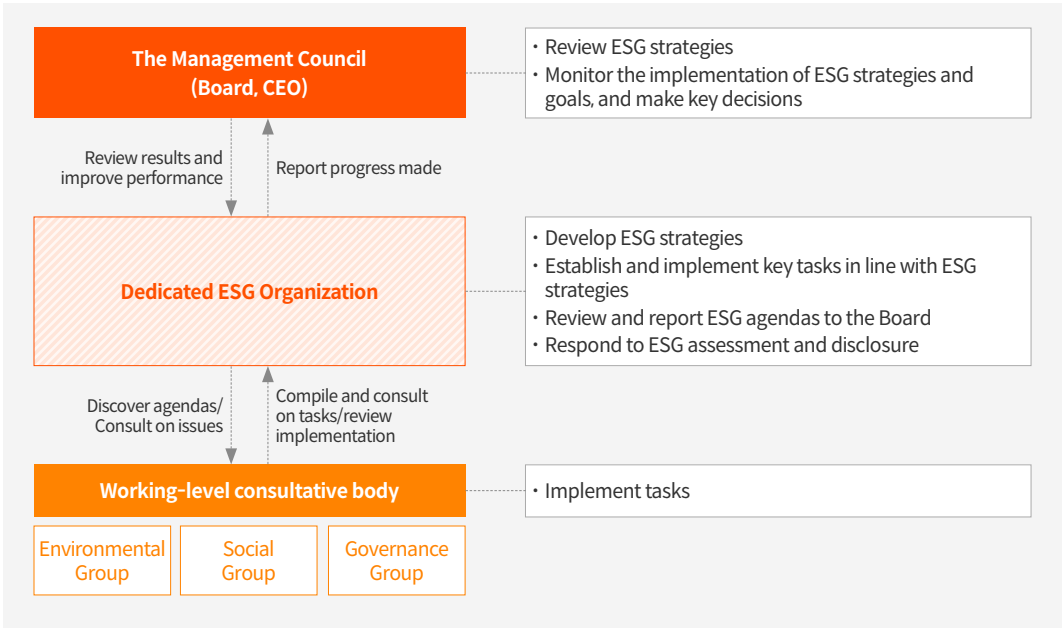 The Management Council
(Board, CEO)
· Review ESG strategies
· Monitor the implementation of ESG strategies and
goals, and make key decisions
Review results and
improve performance
Report progress made
Dedicated ESG Organization
· Develop ESG strategies
· Establish and implement key tasks in line with ESG
strategies
· Review and report ESG agendas to the Board
· Respond to ESG assessment and disclosure
Discover agendas/
Consult on issues
Compile and consult
on tasks/review
implementation
Working-level consultative body
· Implement tasks
Environmental
Group
Social
Group
Governance
Group